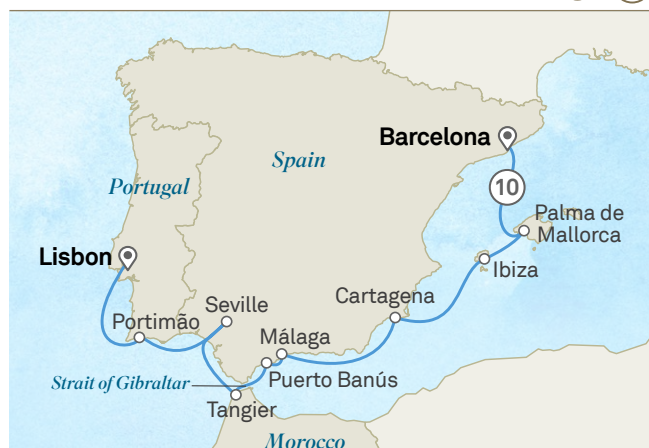 Barcelona
Spain
10
Portugal
Palma de
Mallorca
Lisbon
Ibiza
Cartagena
Seville
Portimão
Málaga
Puerto Banús
Strait of Gibraltar
Tangier
Morocco